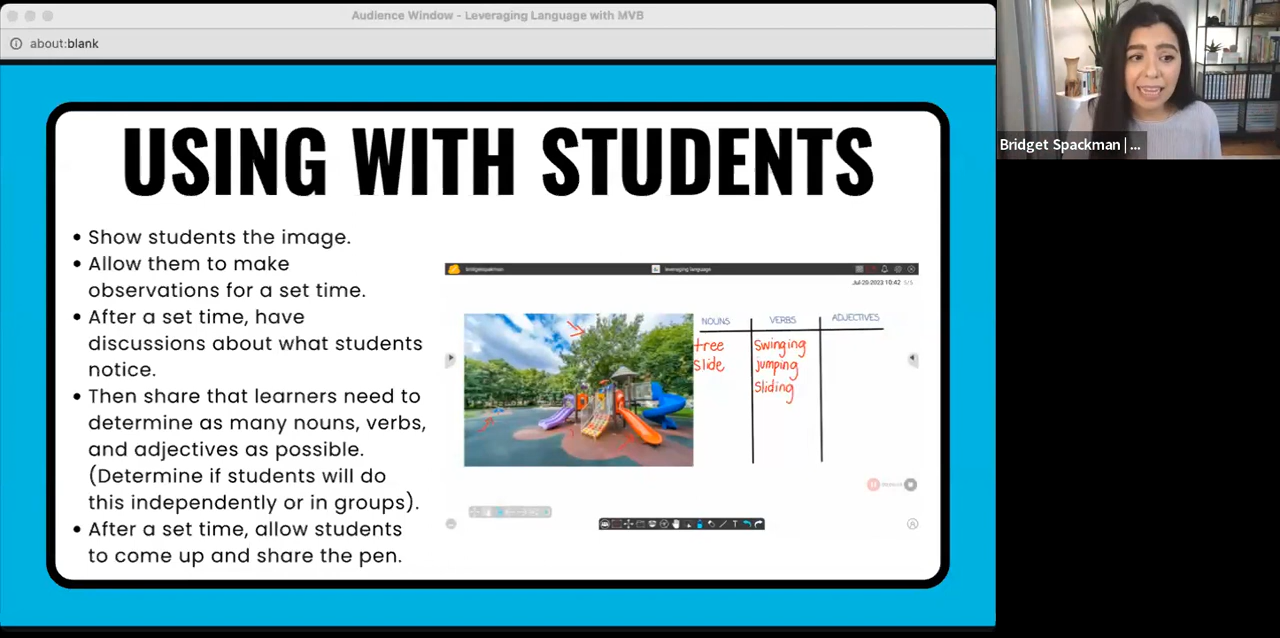 Audience Window - Leveraging Language with MVB
about:blank
Bridget Spackman | ...
USING WITH STUDENTS
• Show students the image.
• Allow them to make
observations for a set time.
• After a set time, have
discussions about what students
notice.
• Then share that learners need to
determine as many nouns, verbs,
and adjectives as possible.
(Determine if students will do
this independently or in groups).
• After a set time, allow students
to come up and share the pen.
bridgetspackman
leveraging language
Jul-20-2023 10:42 5/5
NOUNS VERBS ADJECTIVES
tree swinging
slide jumping
sliding